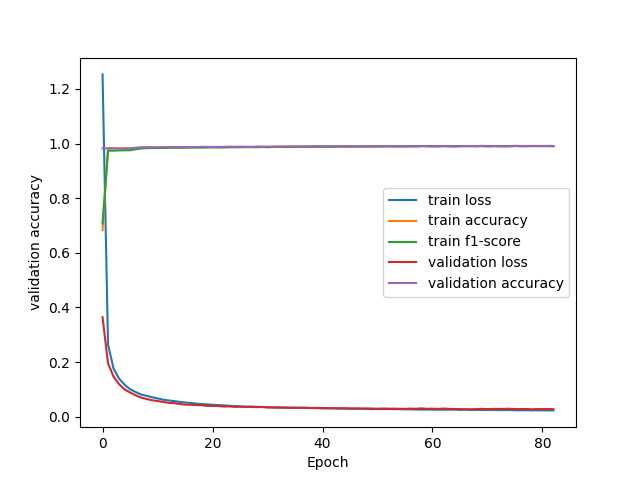 validation accuracy
1.2
1.0
0.8
0.6
0.4
0.2
0.0
train loss
train accuracy
train f1-score
validation loss
validation accuracy
0 20 40 60 80
Epoch